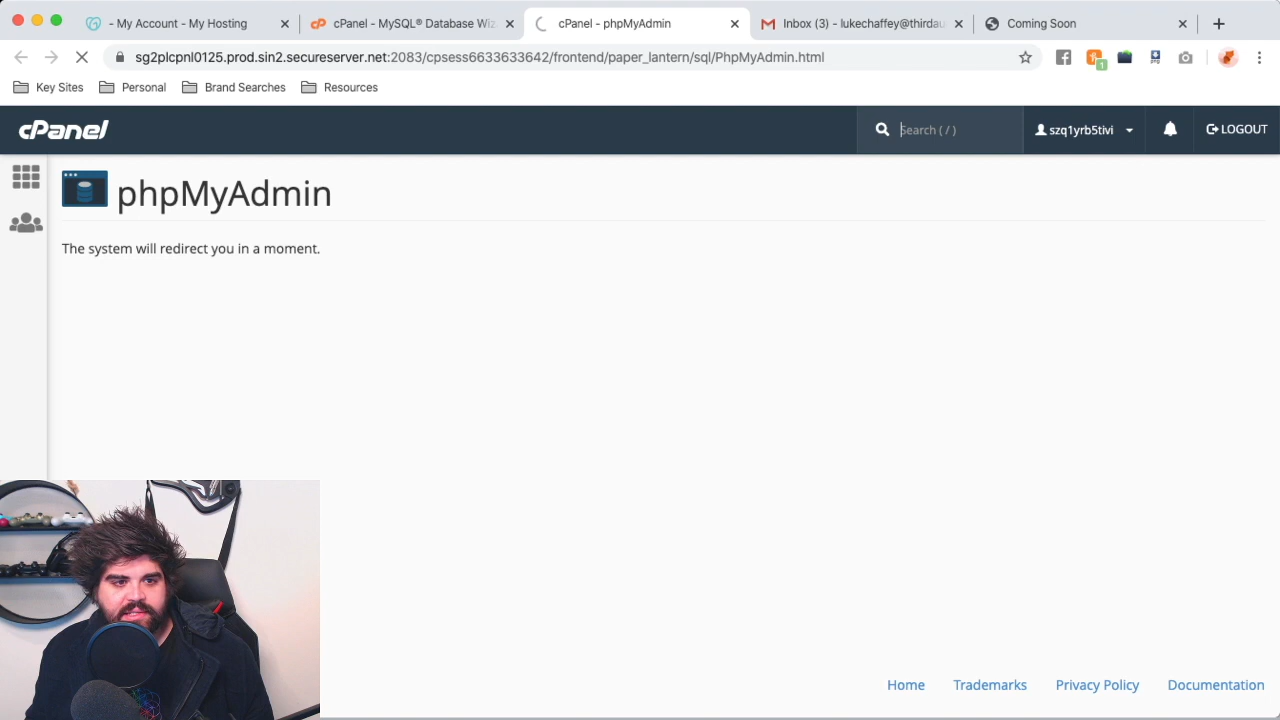 - My Account - My Hosting
cPanel - MySQL® Database Wiz
cPanel - phpMyAdmin
Inbox (3) - lukechaffey@thirdau
Coming Soon
sg2plcpnl0125.prod.sin2.secureserver.net:2083/cpsess6633633642/frontend/paper_lantern/sql/PhpMyAdmin.html
1
Key Sites
Personal
Brand Searches
Resources
cPanel
Search ( / )
szq1yrb5tivi
LOGOUT
phpMyAdmin
The system will redirect you in a moment.
Home
Trademarks
Privacy Policy
Documentation